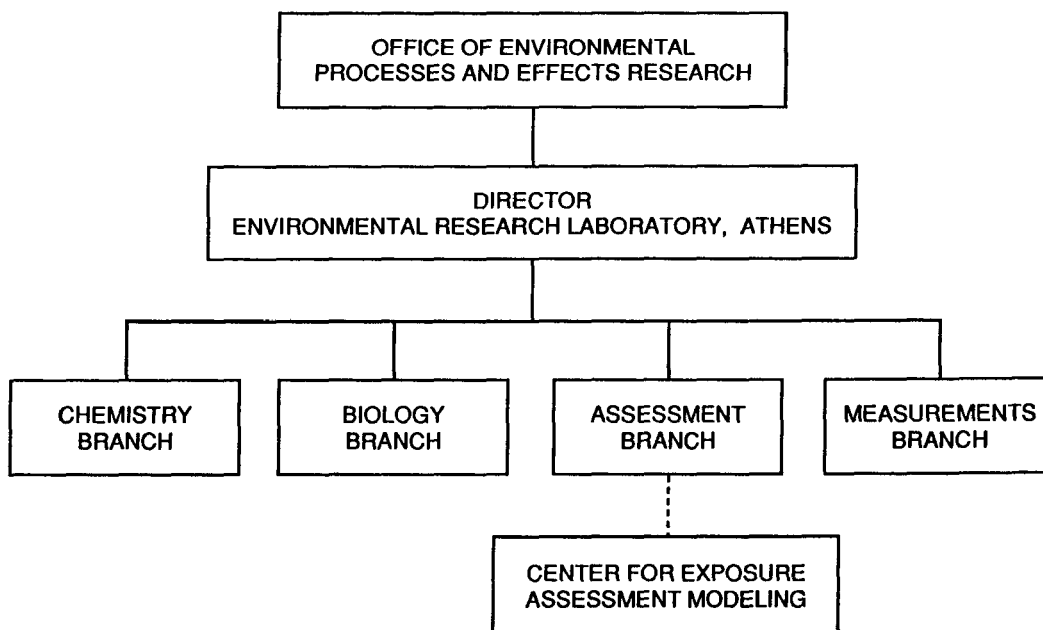 OFFICE OF ENVIRONMENTAL
PROCESSES AND EFFECTS RESEARCH
DIRECTOR
ENVIRONMENTAL RESEARCH LABORATORY, ATHENS
CHEMISTRY
BRANCH
BIOLOGY
BRANCH
ASSESSMENT
BRANCH
MEASUREMENTS
BRANCH
CENTER FOR EXPOSURE
ASSESSMENT MODELING